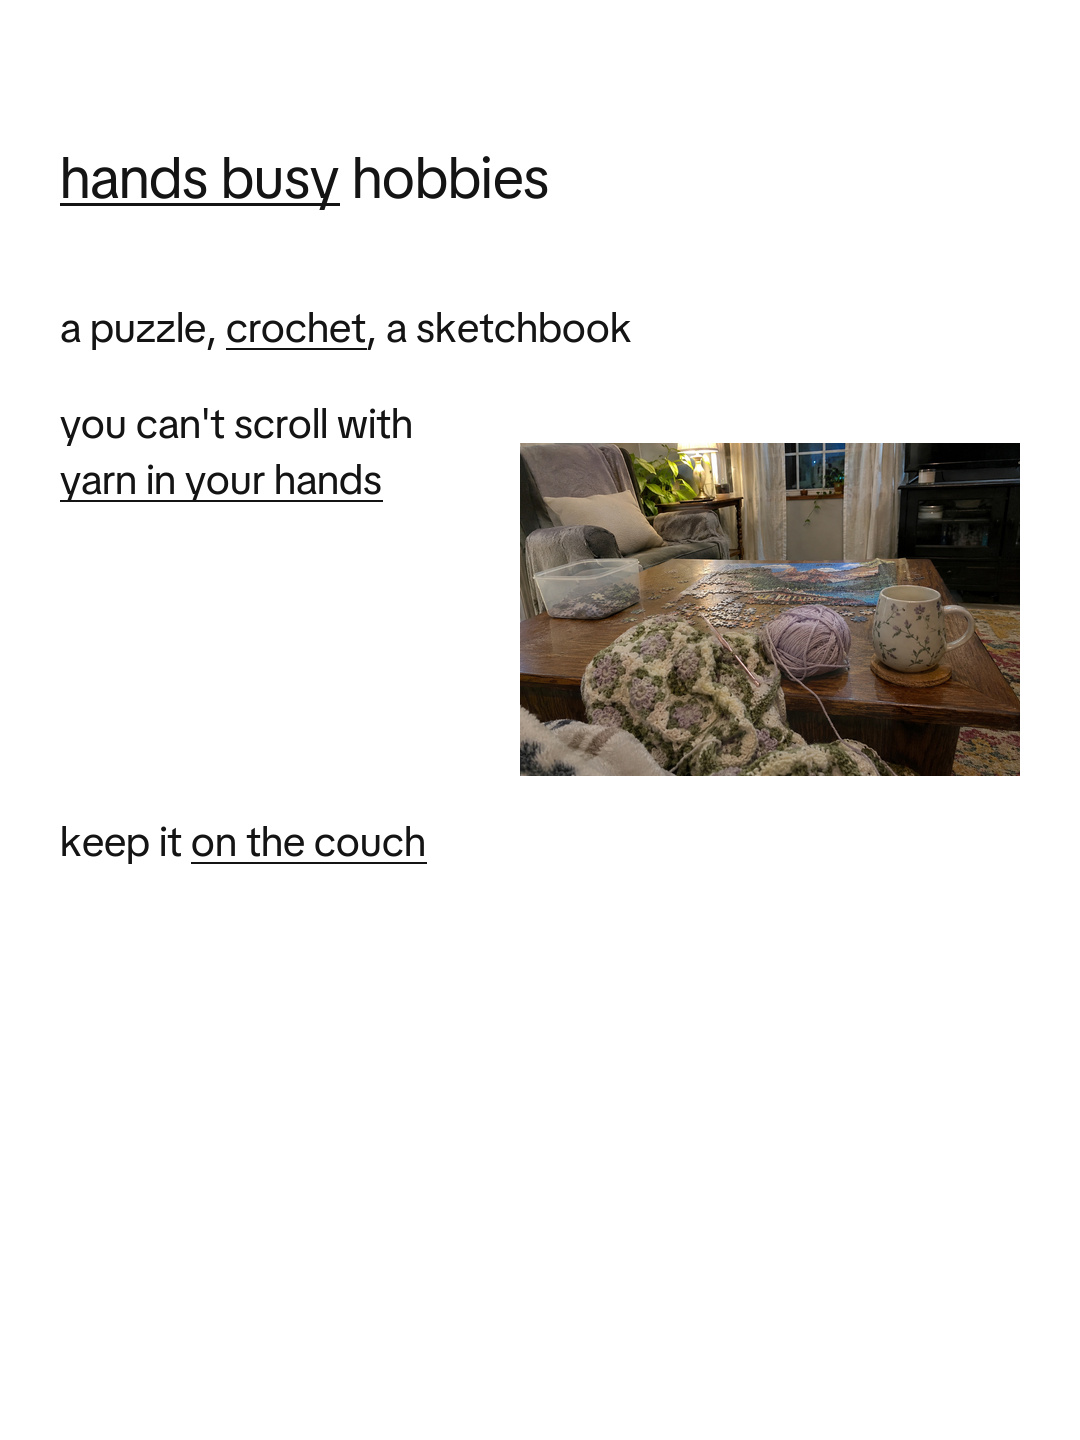 hands busy hobbies
a puzzle, crochet, a sketchbook
you can't scroll with
yarn in your hands
keep it on the couch